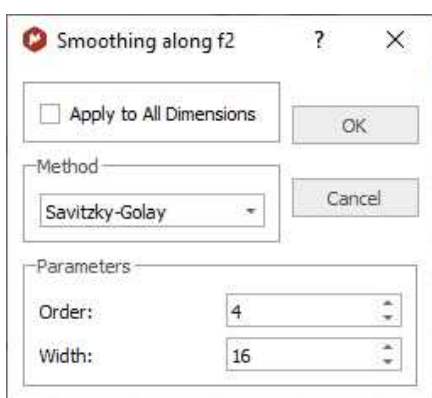 Smoothing along f2 ? ×
Apply to All Dimensions
OK
Method
Savitzky-Golay
Cancel
Parameters
Order: 4
Width: 16